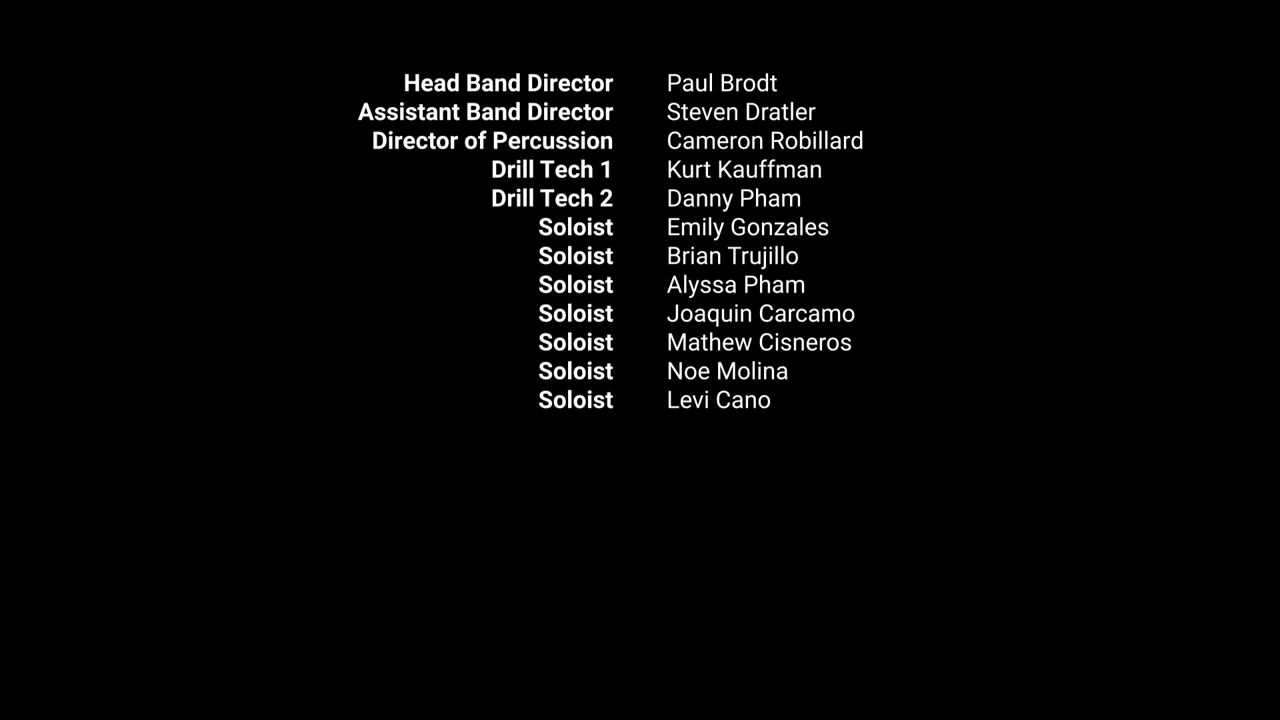 Head Band Director Paul Brodt
Assistant Band Director Steven Dratler
Director of Percussion Cameron Robillard
Drill Tech 1 Kurt Kauffman
Drill Tech 2 Danny Pham
Soloist Emily Gonzales
Soloist Brian Trujillo
Soloist Alyssa Pham
Soloist Joaquin Carcamo
Soloist Mathew Cisneros
Soloist Noe Molina
Soloist Levi Cano